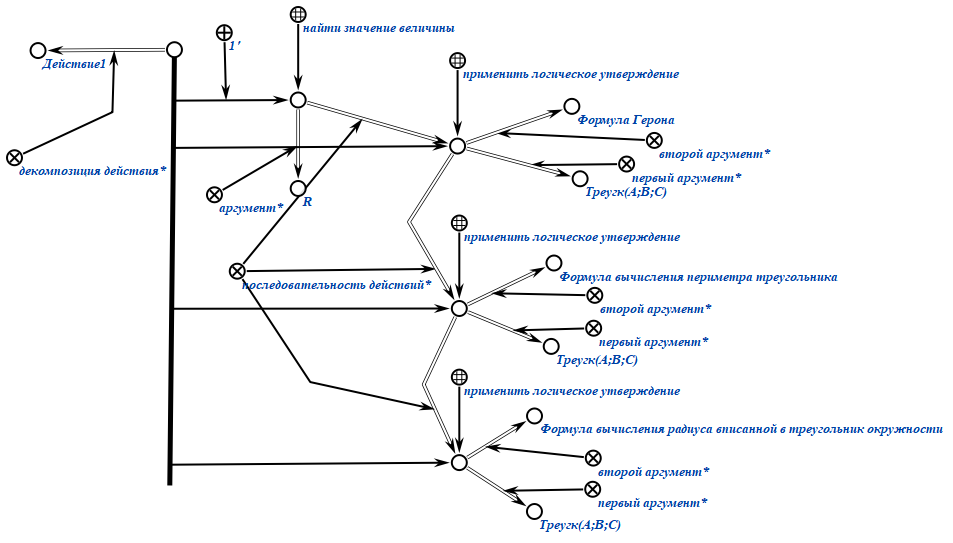 найти значение величины
1'
Действие1
применить логическое утверждение
Формула Герона
второй аргумент*
декомпозиция действия*
первый аргумент*
Треугк(A;B;C)
R
аргумент*
применить логическое утверждение
Формула вычисления периметра треугольника
последовательность действий*
второй аргумент*
первый аргумент*
Треугк(A;B;C)
применить логическое утверждение
Формула вычисления радиуса вписанной в треугольник окружности
второй аргумент*
первый аргумент*
Треугк(A;B;C)